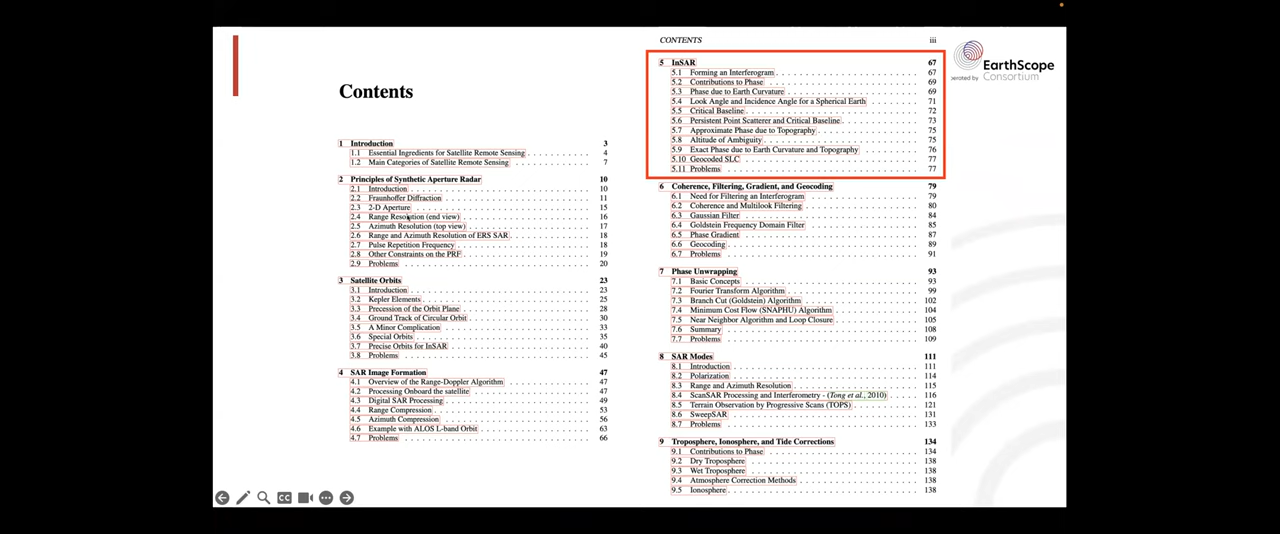 Contents
1 Introduction 3
1.1 Essential Ingredients for Satellite Remote Sensing . . . . . . . . . . 4
1.2 Main Categories of Satellite Remote Sensing . . . . . . . . . . 7
2 Principles of Synthetic Aperture Radar 10
2.1 Introduction . . . . . . . . . . 10
2.2 Fraunhoffer Diffraction . . . . . . . . . . 11
2.3 2-D Aperture . . . . . . . . . . 15
2.4 Range Resolution (end view) . . . . . . . . . . 16
2.5 Azimuth Resolution (top view) . . . . . . . . . . 17
2.6 Range and Azimuth Resolution of ERS SAR . . . . . . . . . . 18
2.7 Pulse Repetition Frequency . . . . . . . . . . 18
2.8 Other Constraints on the PRF . . . . . . . . . . 19
2.9 Problems . . . . . . . . . . 20
3 Satellite Orbits 23
3.1 Introduction . . . . . . . . . . 23
3.2 Kepler Elements . . . . . . . . . . 25
3.3 Precession of the Orbit Plane . . . . . . . . . . 28
3.4 Ground Track of Circular Orbit . . . . . . . . . . 30
3.5 A Minor Complication . . . . . . . . . . 33
3.6 Special Orbits . . . . . . . . . . 35
3.7 Precise Orbits for InSAR . . . . . . . . . . 40
3.8 Problems . . . . . . . . . . 45
4 SAR Image Formation 47
4.1 Overview of the Range-Doppler Algorithm . . . . . . . . . . 47
4.2 Processing Onboard the satellite . . . . . . . . . . 47
4.3 Digital SAR Processing . . . . . . . . . . 49
4.4 Range Compression . . . . . . . . . . 53
4.5 Azimuth Compression . . . . . . . . . . 56
4.6 Example with ALOS L-band Orbit . . . . . . . . . . 63
4.7 Problems . . . . . . . . . . 66
CONTENTS iii
5 InSAR 67
5.1 Forming an Interferogram . . . . . . . . . . 67
5.2 Contributions to Phase . . . . . . . . . . 69
5.3 Phase due to Earth Curvature . . . . . . . . . . 69
5.4 Look Angle and Incidence Angle for a Spherical Earth . . . . . . . . . . 71
5.5 Critical Baseline . . . . . . . . . . 72
5.6 Persistent Point Scatterer and Critical Baseline . . . . . . . . . . 73
5.7 Approximate Phase due to Topography . . . . . . . . . . 75
5.8 Altitude of Ambiguity . . . . . . . . . . 75
5.9 Exact Phase due to Earth Curvature and Topography . . . . . . . . . . 76
5.10 Geocoded SLC . . . . . . . . . . 77
5.11 Problems . . . . . . . . . . 77
6 Coherence, Filtering, Gradient, and Geocoding 79
6.1 Need for Filtering an Interferogram . . . . . . . . . . 79
6.2 Coherence and Multilook Filtering . . . . . . . . . . 80
6.3 Gaussian Filter . . . . . . . . . . 84
6.4 Goldstein Frequency Domain Filter . . . . . . . . . . 85
6.5 Phase Gradient . . . . . . . . . . 87
6.6 Geocoding . . . . . . . . . . 89
6.7 Problems . . . . . . . . . . 91
7 Phase Unwrapping 93
7.1 Basic Concepts . . . . . . . . . . 93
7.2 Fourier Transform Algorithm . . . . . . . . . . 99
7.3 Branch Cut (Goldstein) Algorithm . . . . . . . . . . 102
7.4 Minimum Cost Flow (SNAPHU) Algorithm . . . . . . . . . . 104
7.5 Near Neighbor Algorithm and Loop Closure . . . . . . . . . . 105
7.6 Summary . . . . . . . . . . 108
7.7 Problems . . . . . . . . . . 109
8 SAR Modes 111
8.1 Introduction . . . . . . . . . . 111
8.2 Polarization . . . . . . . . . . 114
8.3 Range and Azimuth Resolution . . . . . . . . . . 115
8.4 ScanSAR Processing and Interferometry - (Tong et al., 2010) . . . . . . . . . . 116
8.5 Terrain Observation by Progressive Scans (TOPS) . . . . . . . . . . 121
8.6 SweepSAR . . . . . . . . . . 131
8.7 Problems . . . . . . . . . . 133
9 Troposphere, Ionosphere, and Tide Corrections 134
9.1 Contributions to Phase . . . . . . . . . . 134
9.2 Dry Troposphere . . . . . . . . . . 138
9.3 Wet Troposphere . . . . . . . . . . 138
9.4 Atmosphere Correction Methods . . . . . . . . . . 138
9.5 Ionosphere . . . . . . . . . . 138
EarthScope
Consortium
erated by
CC